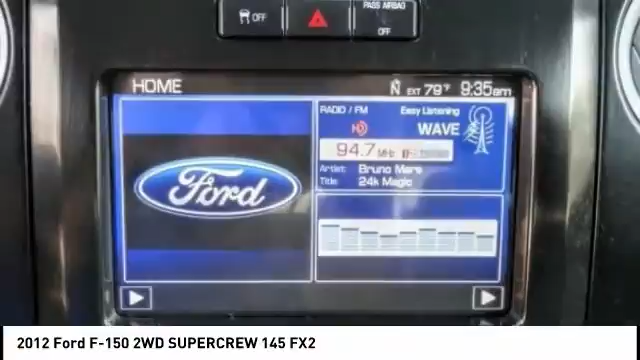 OFF
PASS AIRBAG
OFF
HOME
N EXT 79°F 9:35am
RADIO / FM Easy Listening
WAVE
94.7 MHz
Artist: Bruno Mars
Title: 24k Magic
Ford
2012 Ford F-150 2WD SUPERCREW 145 FX2